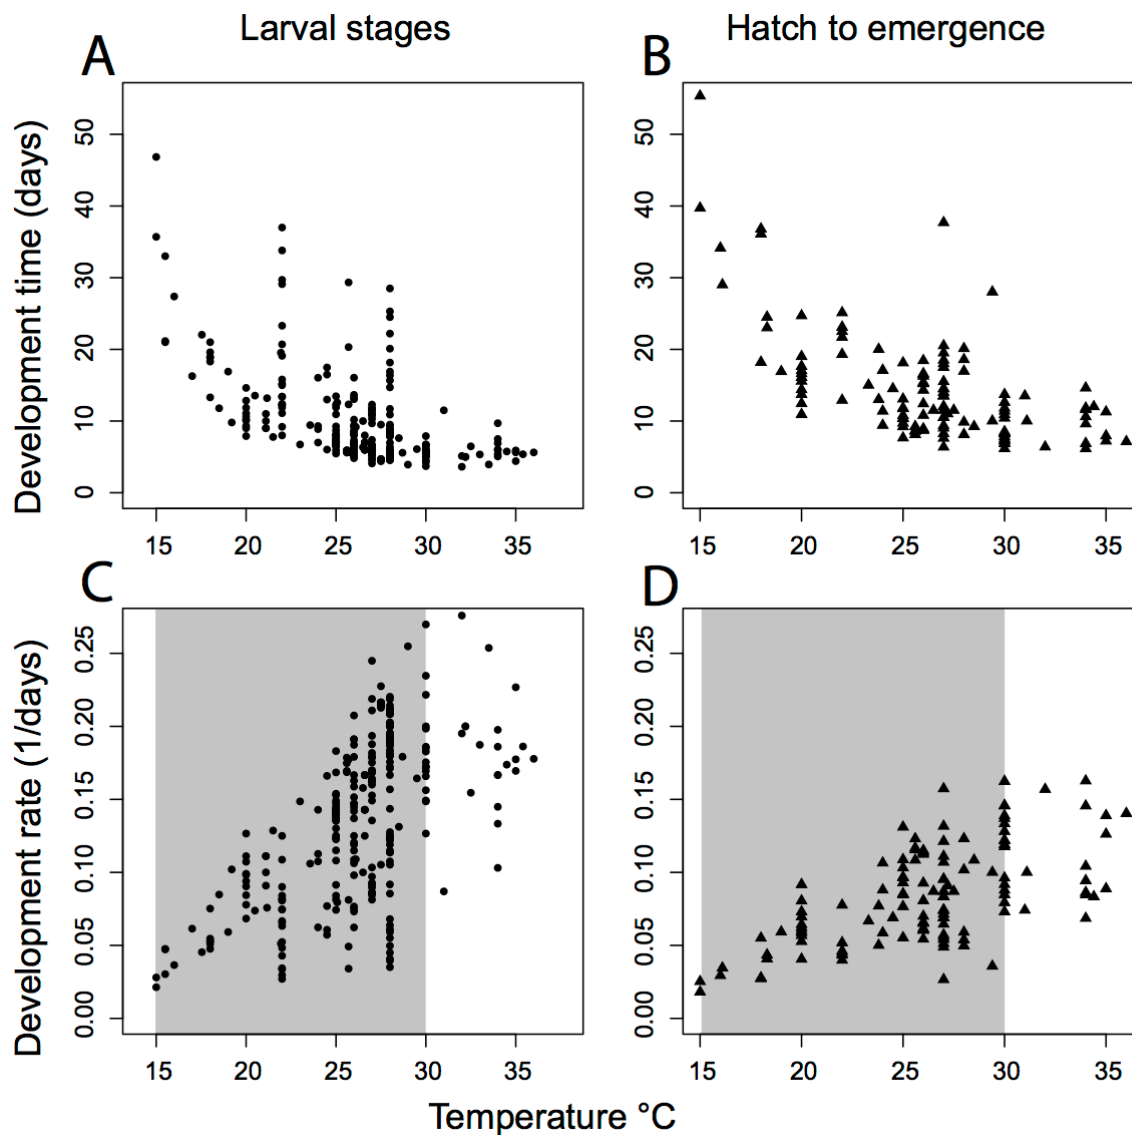 Larval stages
Hatch to emergence
A
B
Development time (days)
50
40
30
20
10
0
15 20 25 30 35
50
40
30
20
10
0
15 20 25 30 35
C
D
Development rate (1/days)
0.25
0.20
0.15
0.10
0.05
0.00
15 20 25 30 35
0.25
0.20
0.15
0.10
0.05
0.00
15 20 25 30 35
Temperature °C